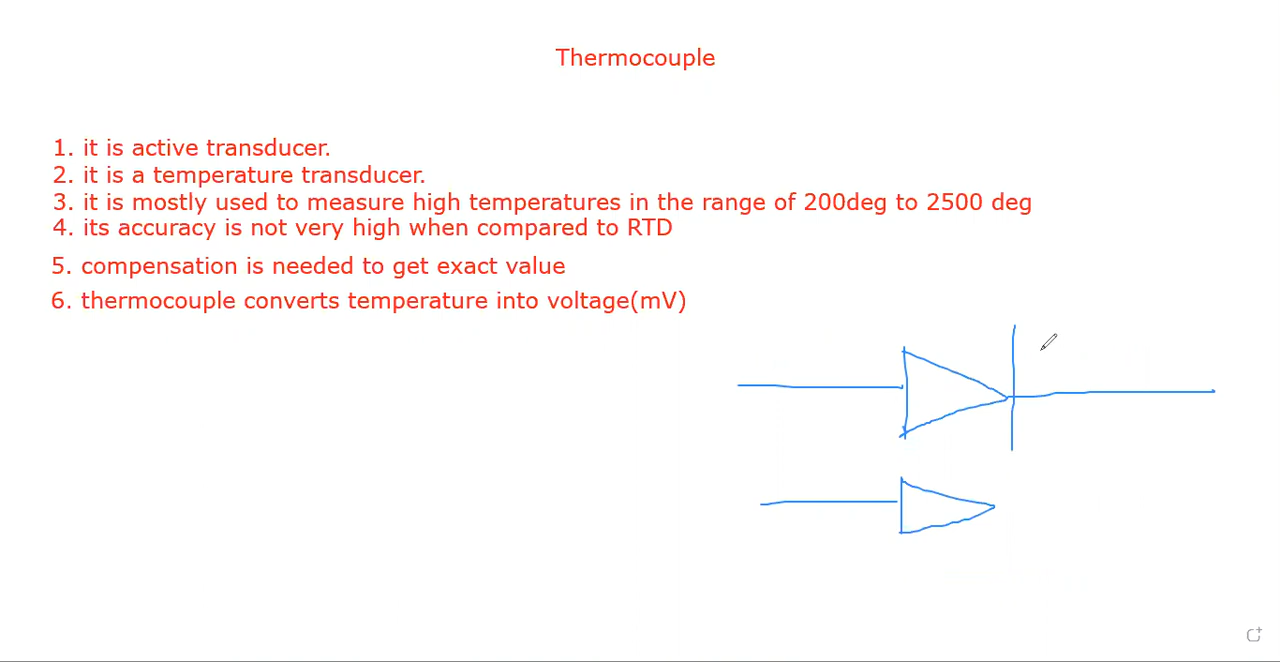 Thermocouple
1. it is active transducer.
2. it is a temperature transducer.
3. it is mostly used to measure high temperatures in the range of 200deg to 2500 deg
4. its accuracy is not very high when compared to RTD
5. compensation is needed to get exact value
6. thermocouple converts temperature into voltage(mV)